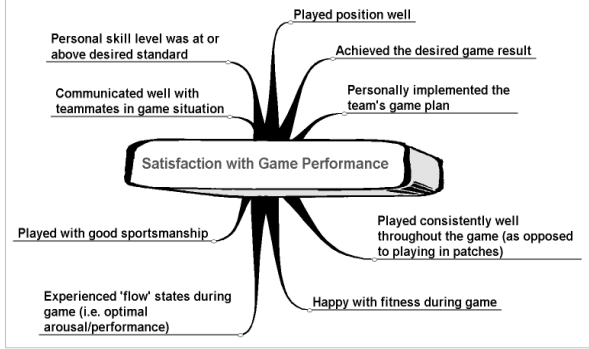 Played position well
Personal skill level was at or
above desired standard
Achieved the desired game result
Communicated well with
teammates in game situation
Personally implemented the
team's game plan
Satisfaction with Game Performance
Played with good sportsmanship
Played consistently well
throughout the game (as opposed
to playing in patches)
Experienced 'flow' states during
game (i.e. optimal
arousal/performance)
Happy with fitness during game